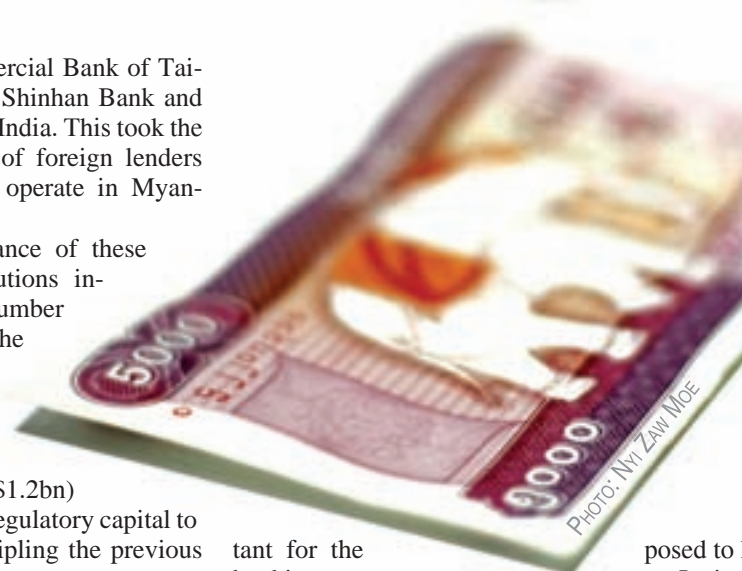 ercial Bank of Tai-
Shinhan Bank and
India. This took the
of foreign lenders
operate in Myan-
ance of these
utions in-
umber
he
5000
PHOTO: NYI ZAW MOE
1.2bn)
egulatory capital to
ipling the previous
tant for the
posed to